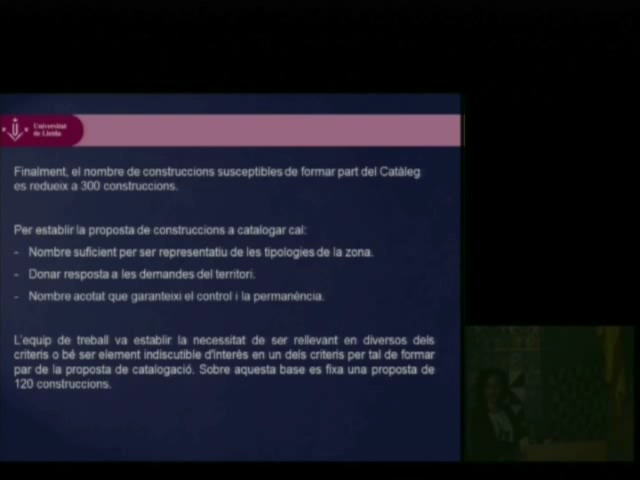 Universitat
de Lleida
Finalment, el nombre de construccions susceptibles de formar part del Catàleg
es redueix a 300 construccions.
Per establir la proposta de construccions a catalogar cal:
- Nombre suficient per ser representatiu de les tipologies de la zona.
- Donar resposta a les demandes del territori.
- Nombre acotat que garanteixi el control i la permanència.
L'equip de treball va establir la necessitat de ser rellevant en diversos dels
criteris o bé ser element indiscutible d'interès en un dels criteris per tal de formar
par de la proposta de catalogació. Sobre aquesta base es fixa una proposta de
120 construccions.